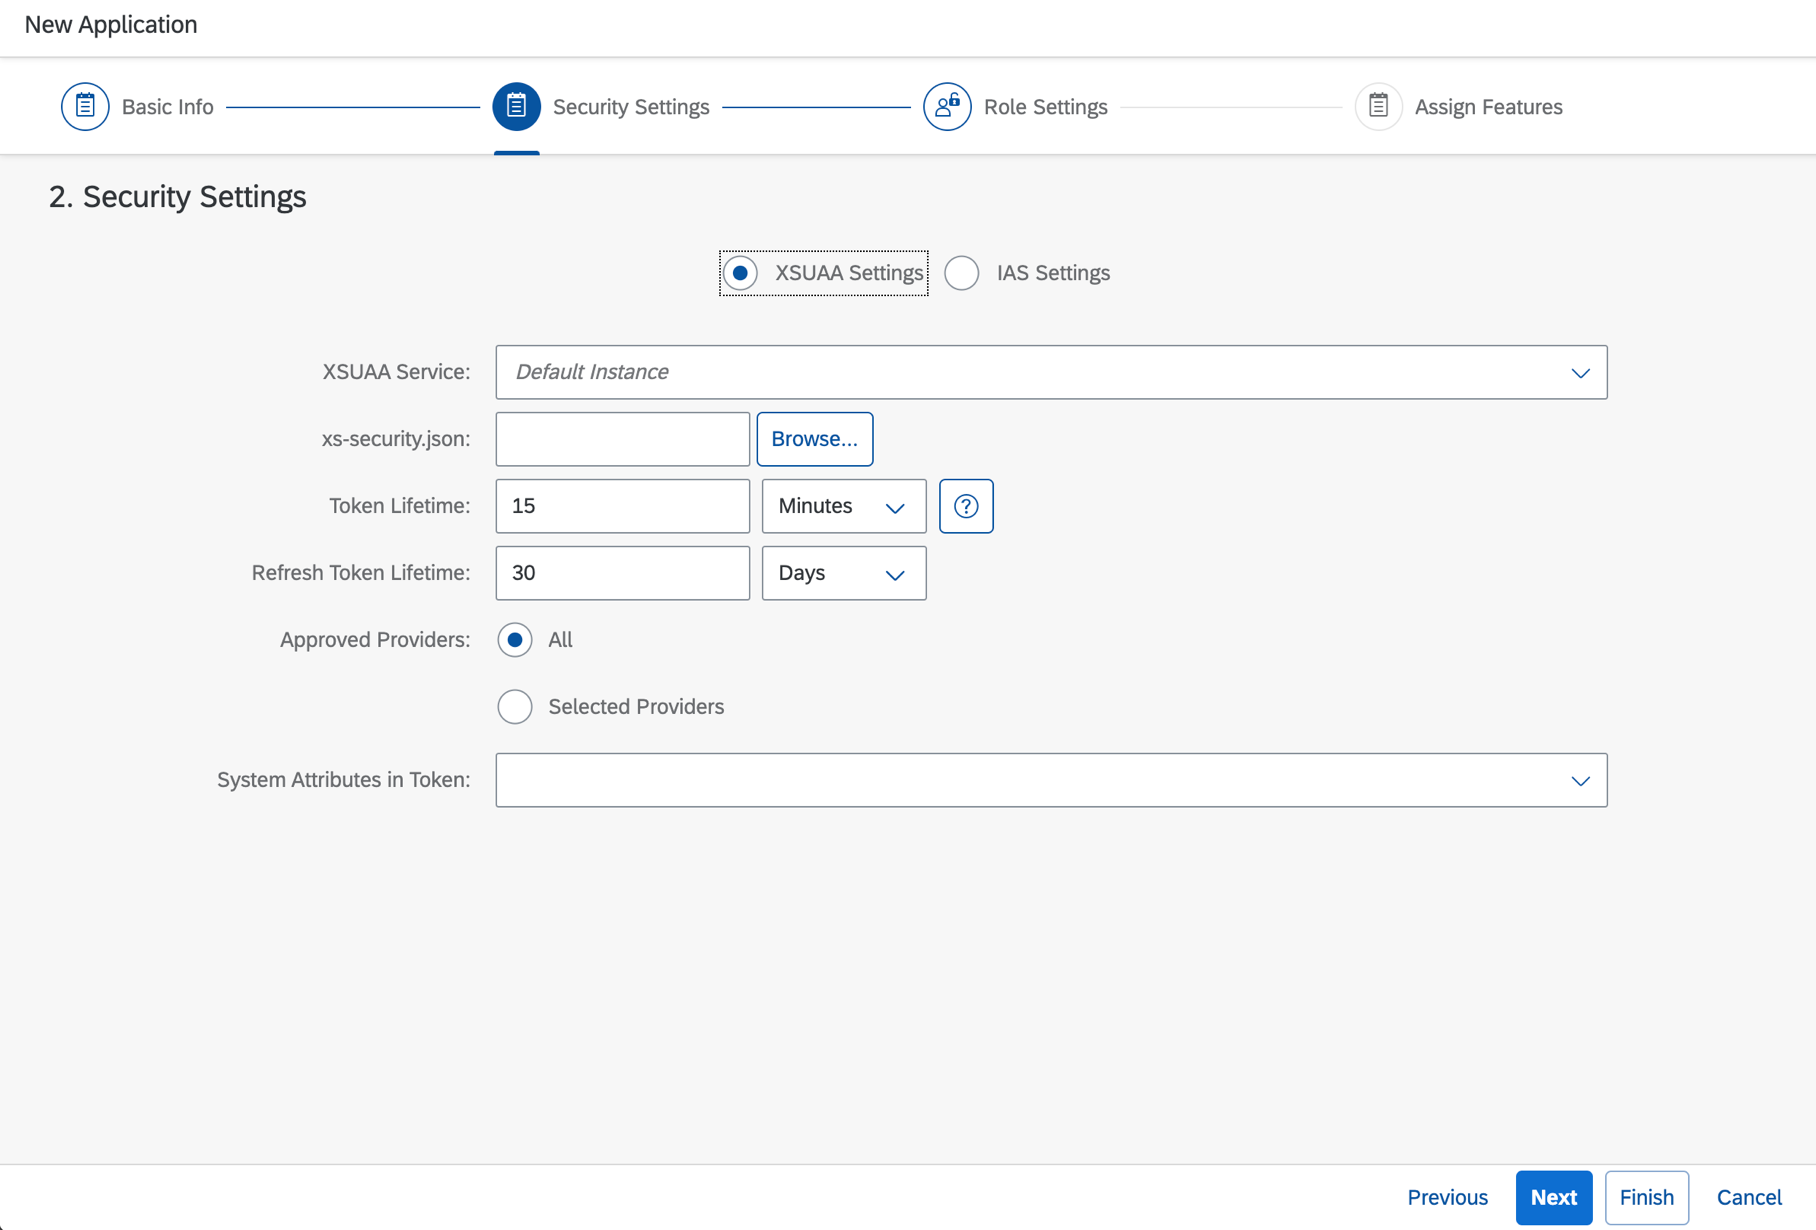 New Application
Basic Info
Security Settings
Role Settings
Assign Features
2. Security Settings
XSUAA Settings
IAS Settings
XSUAA Service:
Default Instance
xs-security.json:
Browse...
Token Lifetime:
15
Minutes
?
Refresh Token Lifetime:
30
Days
Approved Providers:
All
Selected Providers
System Attributes in Token:
Previous
Next
Finish
Cancel